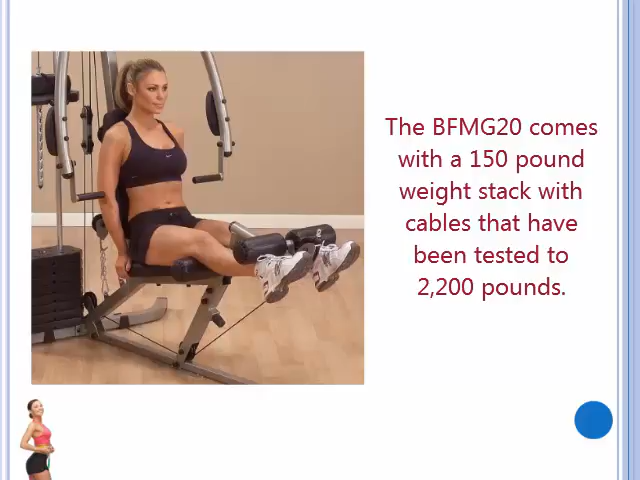 The BFMG20 comes
with a 150 pound
weight stack with
cables that have
been tested to
2,200 pounds.